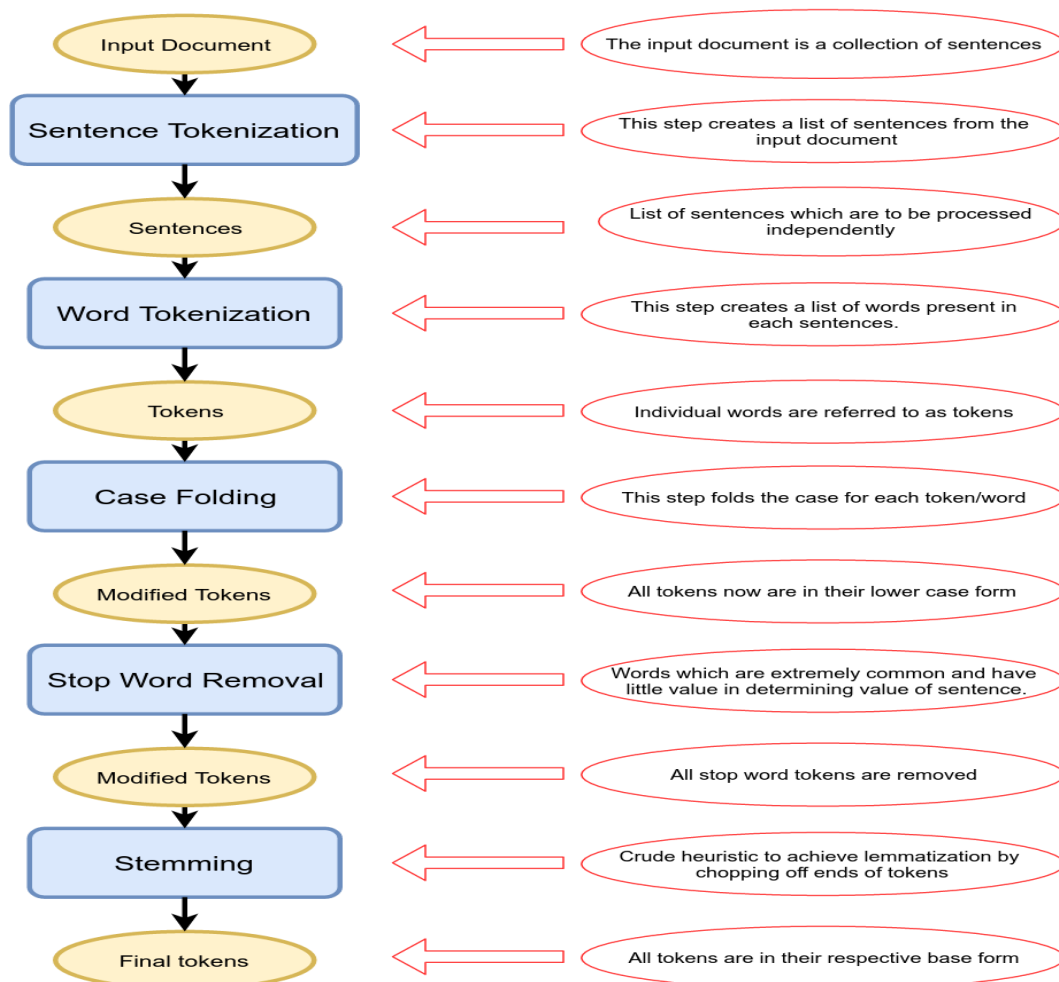 Input Document
The input document is a collection of sentences
Sentence Tokenization
This step creates a list of sentences from the
input document
Sentences
List of sentences which are to be processed
independently
Word Tokenization
This step creates a list of words present in
each sentences.
Tokens
Individual words are referred to as tokens
Case Folding
This step folds the case for each token/word
Modified Tokens
All tokens now are in their lower case form
Stop Word Removal
Words which are extremely common and have
little value in determining value of sentence.
Modified Tokens
All stop word tokens are removed
Stemming
Crude heuristic to achieve lemmatization by
chopping off ends of tokens
Final tokens
All tokens are in their respective base form